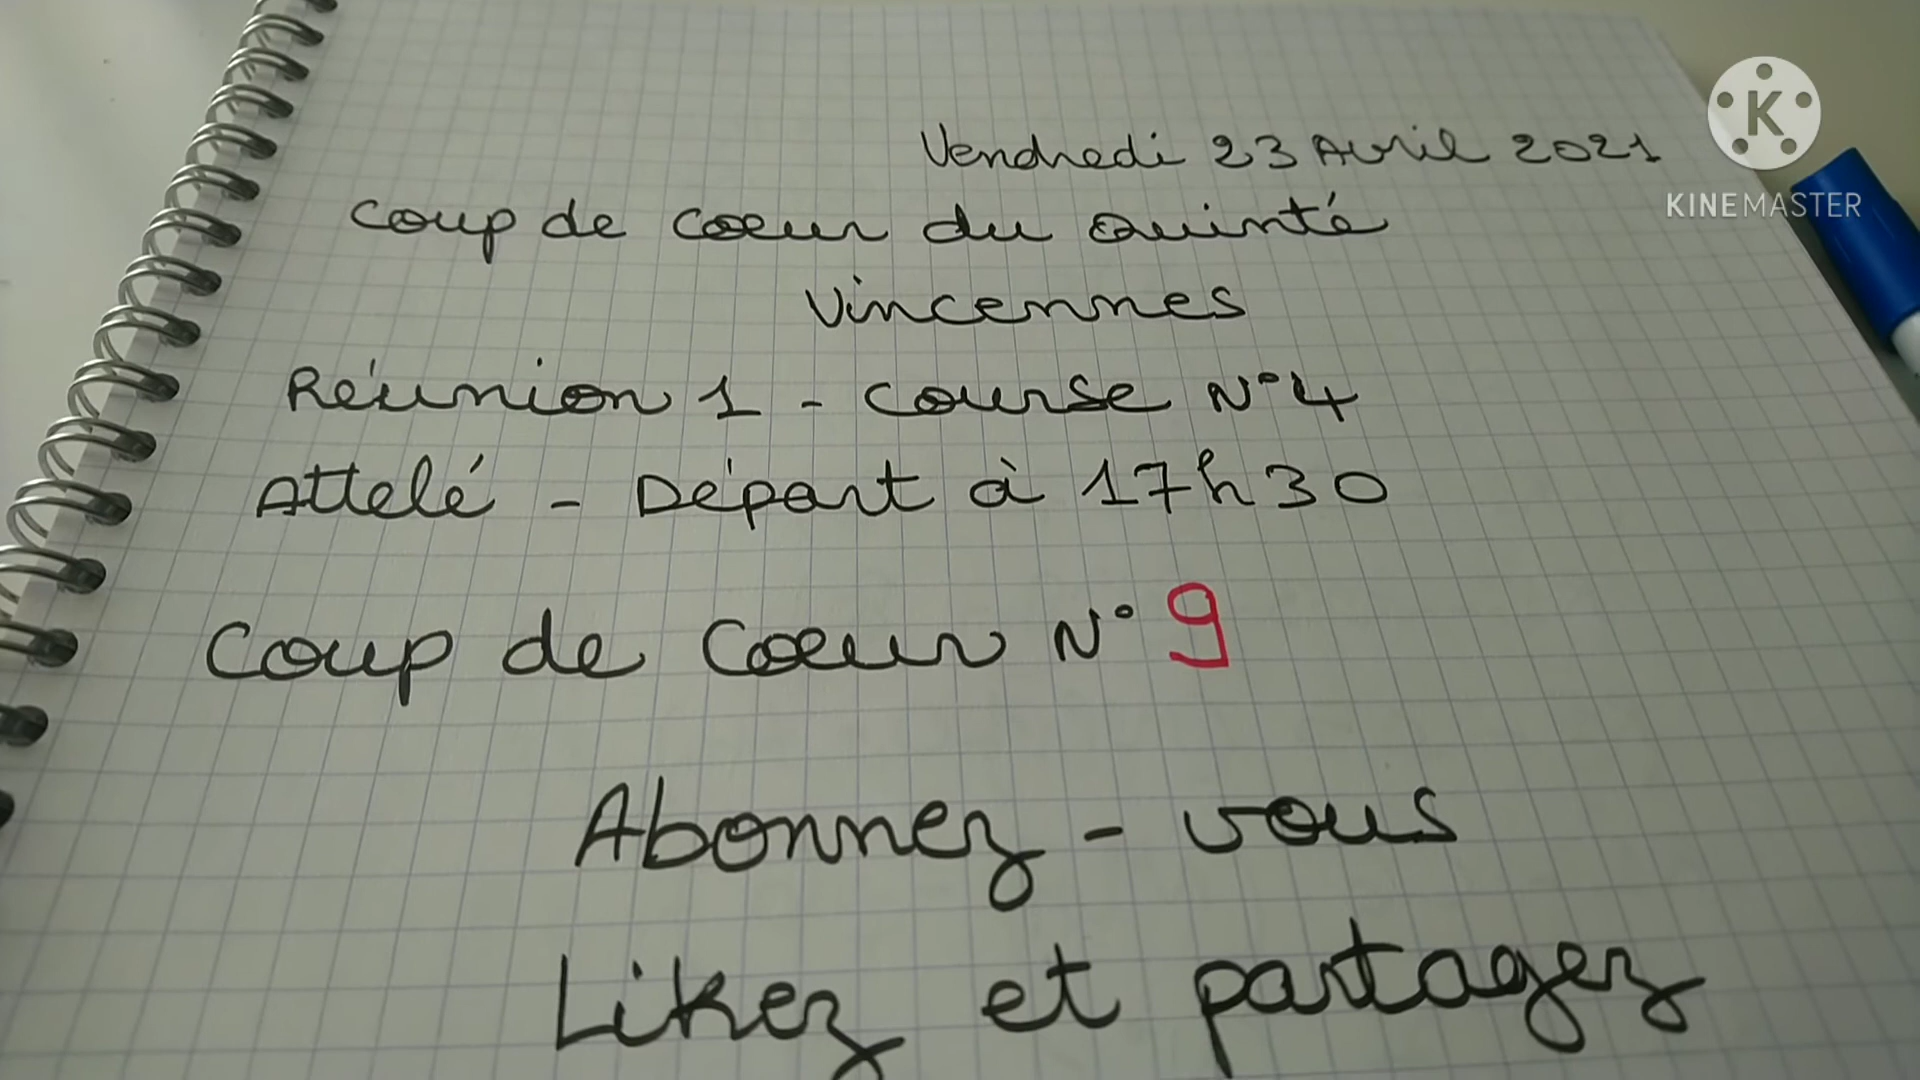 Vendredi 23 Avril 2021
Coup de coeur du Quinté
Vincennes
Réunion 1 - Course N°4
Attelé - Départ à 17h30
Coup de Coeur N° 9
Abonnez-vous
Likez et partagez
K
KINEMASTER